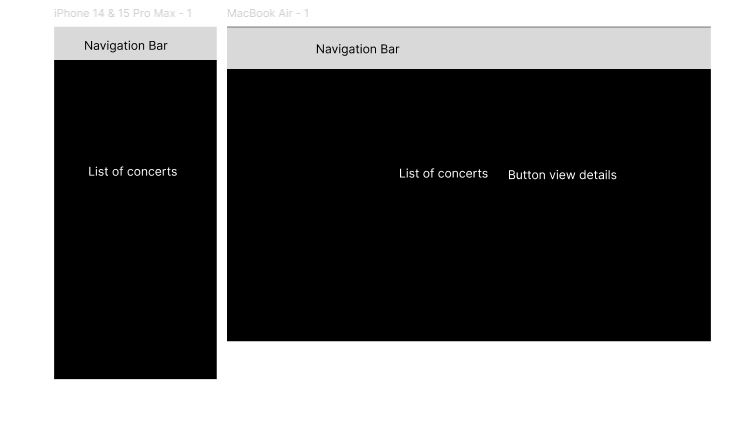 iPhone 14 & 15 Pro Max - 1
MacBook Air - 1
Navigation Bar
Navigation Bar
List of concerts
List of concerts
Button view details